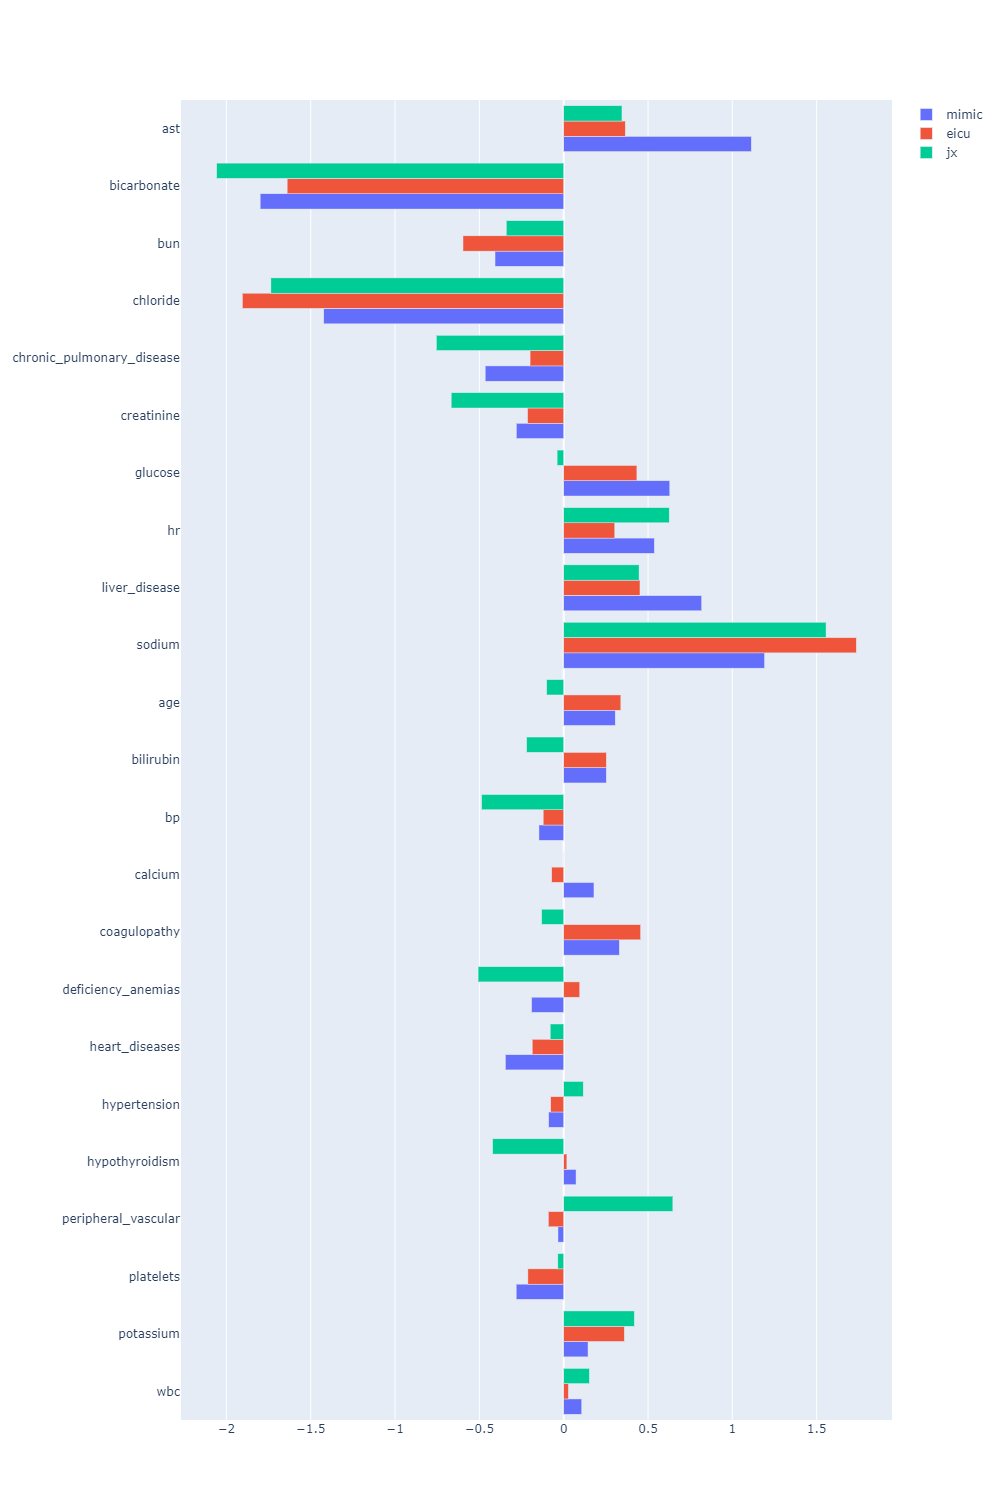 mimic
eicu
jx
ast
bicarbonate
bun
chloride
chronic_pulmonary_disease
creatinine
glucose
hr
liver_disease
sodium
age
bilirubin
bp
calcium
coagulopathy
deficiency_anemias
heart_diseases
hypertension
hypothyroidism
peripheral_vascular
platelets
potassium
wbc
−2 −1.5 −1 −0.5 0 0.5 1 1.5